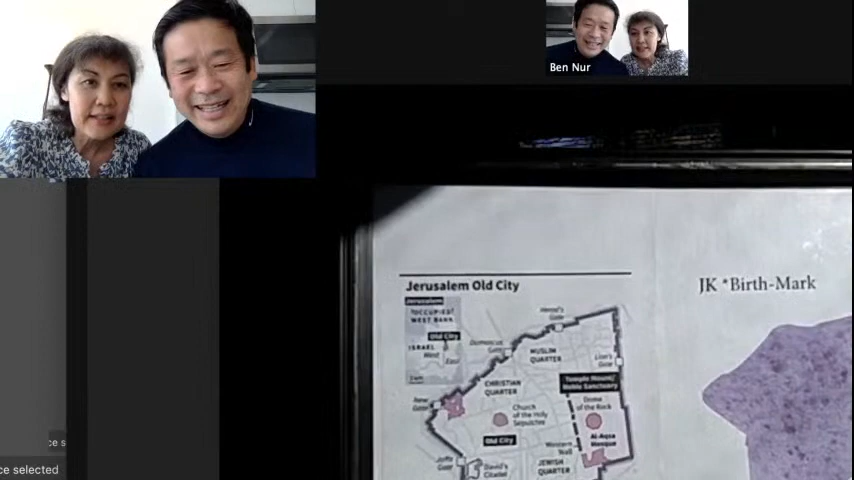 Ben Nur
Jerusalem Old City
Jerusalem
"OCCUPIED"
WEST BANK
Old City
ISRAEL
West
East
Herod's
Gate
Damascus
Gate
MUSLIM
QUARTER
Lion's
Gate
CHRISTIAN
QUARTER
Temple Mount/
Noble Sanctuary
New
Gate
Dome
of the Rock
Church
of the Holy
Sepulchre
Old City
Al-Aqsa
Mosque
Western
Wall
Jaffa
Gate
David's
Citadel
JEWISH
QUARTER
JK *Birth-Mark
ce s
ce selected